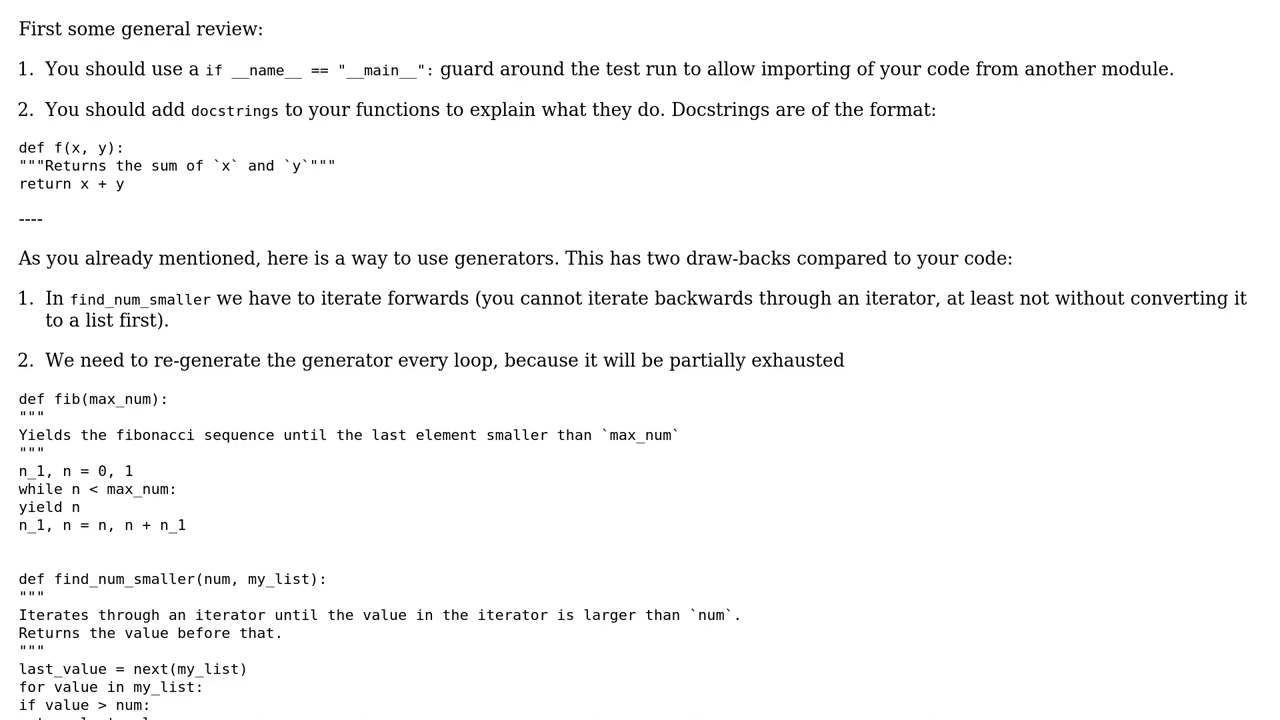 First some general review:
1. You should use a if __name__ == "__main__": guard around the test run to allow importing of your code from another module.
2. You should add docstrings to your functions to explain what they do. Docstrings are of the format:
def f(x, y):
"""Returns the sum of `x` and `y`"""
return x + y
----
As you already mentioned, here is a way to use generators. This has two draw-backs compared to your code:
1. In find_num_smaller we have to iterate forwards (you cannot iterate backwards through an iterator, at least not without converting it
to a list first).
2. We need to re-generate the generator every loop, because it will be partially exhausted
def fib(max_num):
"""
Yields the fibonacci sequence until the last element smaller than `max_num`
"""
n_1, n = 0, 1
while n < max_num:
yield n
n_1, n = n, n + n_1
def find_num_smaller(num, my_list):
"""
Iterates through an iterator until the value in the iterator is larger than `num`.
Returns the value before that.
"""
last_value = next(my_list)
for value in my_list:
if value > num: